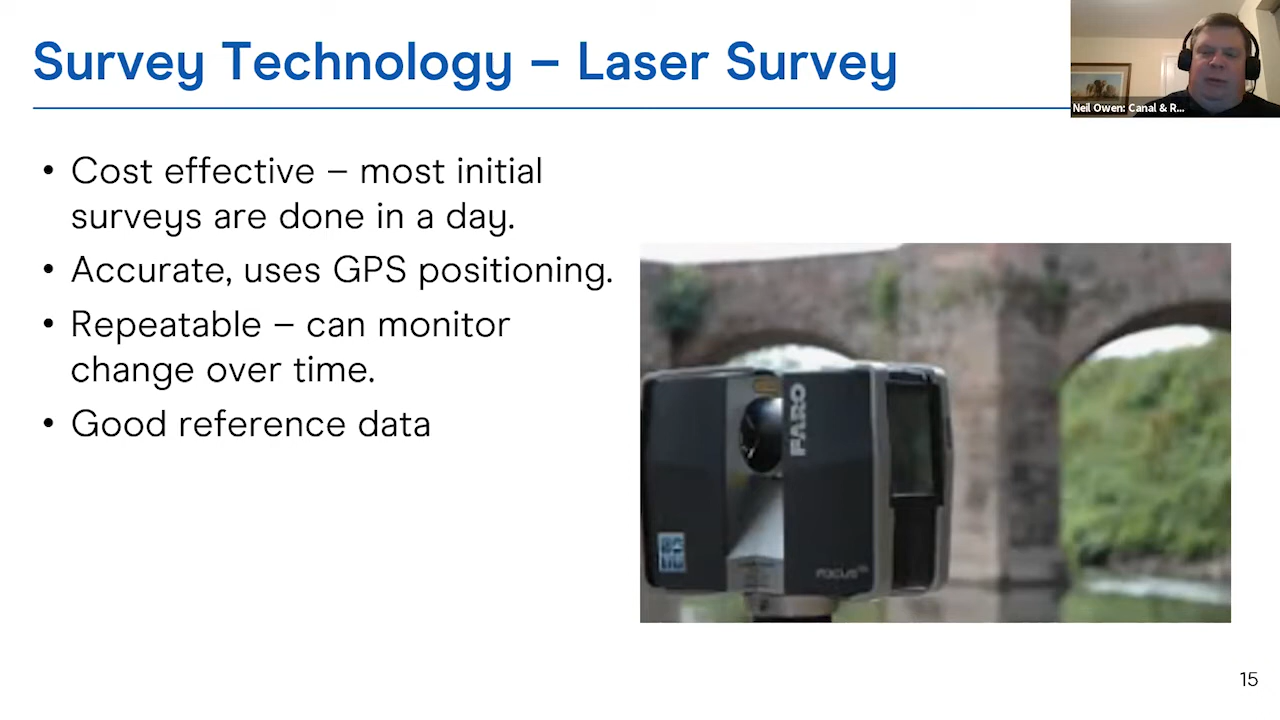 Survey Technology – Laser Survey
Neil Owen: Canal & R...
• Cost effective – most initial
surveys are done in a day.
• Accurate, uses GPS positioning.
• Repeatable – can monitor
change over time.
• Good reference data
FARO
FOCUS
15